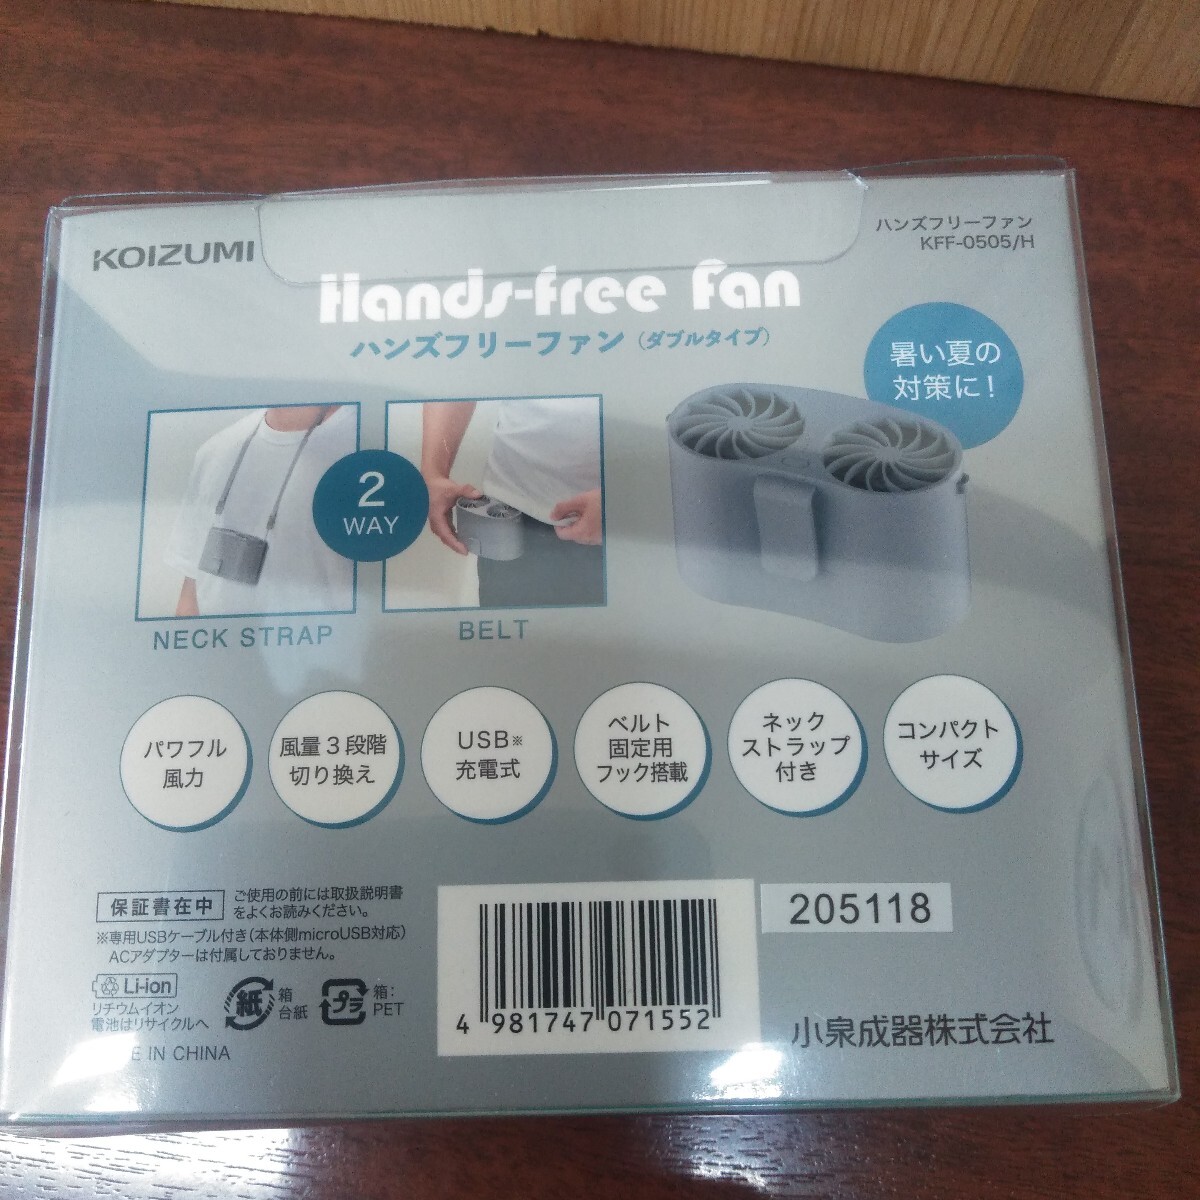 KOIZUMI
ハンズフリーファン
KFF-0505/H
Hands-free Fan
ハンズフリーファン（ダブルタイプ）
暑い夏の
対策に！
2
WAY
NECK STRAP
BELT
パワフル
風力
風量3段階
切り換え
USB※
充電式
ベルト
固定用
フック搭載
ネック
ストラップ
付き
コンパクト
サイズ
保証書在中
ご使用の前には取扱説明書
をよくお読みください。
※専用USBケーブル付き（本体側microUSB対応）
ACアダプターは付属しておりません。
Li-ion
リチウムイオン
電池はリサイクルへ
紙
箱
台紙
プラ
箱：
PET
E IN CHINA
4 981747 071552
205118
小泉成器株式会社